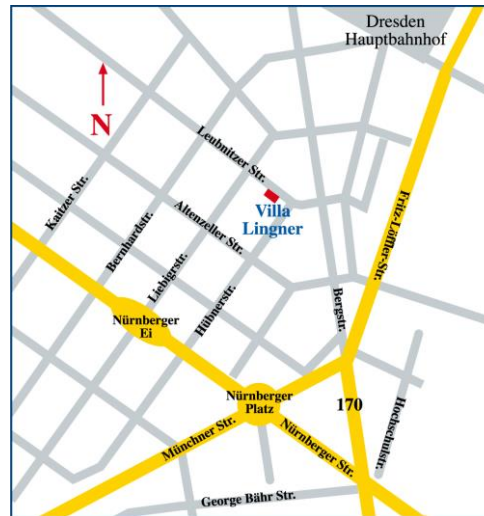 Dresden
Hauptbahnhof
N
Leubnitzer Str.
Kaitzer Str.
Villa
Lingner
Altenzeller Str.
Bernhardstr.
Liebigrstr.
Hübnerstr.
Fritz-Löffler-Str.
Bergstr.
Nürnberger
Ei
Nürnberger
Platz
170
Hochschulstr.
Münchner Str.
Nürnberger Str.
George Bähr Str.